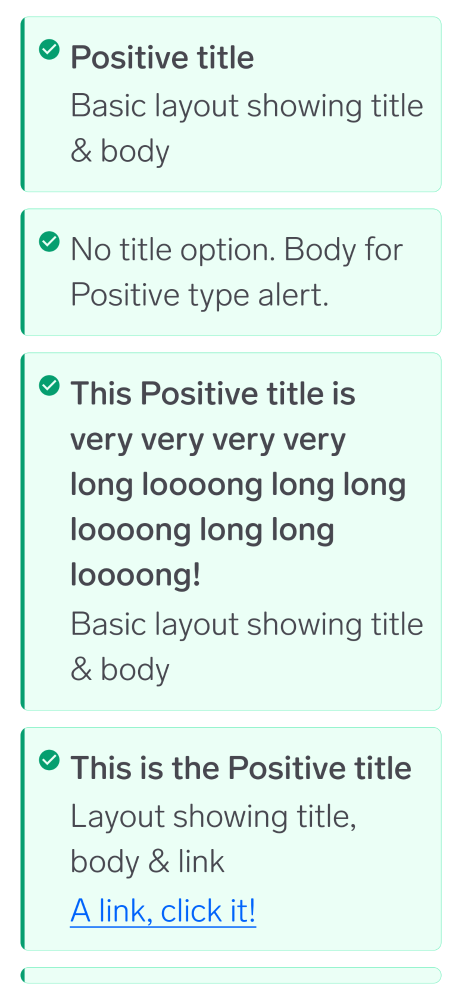 Positive title
Basic layout showing title
& body
No title option. Body for
Positive type alert.
This Positive title is
very very very very
long loooong long long
loooong long long
loooong!
Basic layout showing title
& body
This is the Positive title
Layout showing title,
body & link
A link, click it!